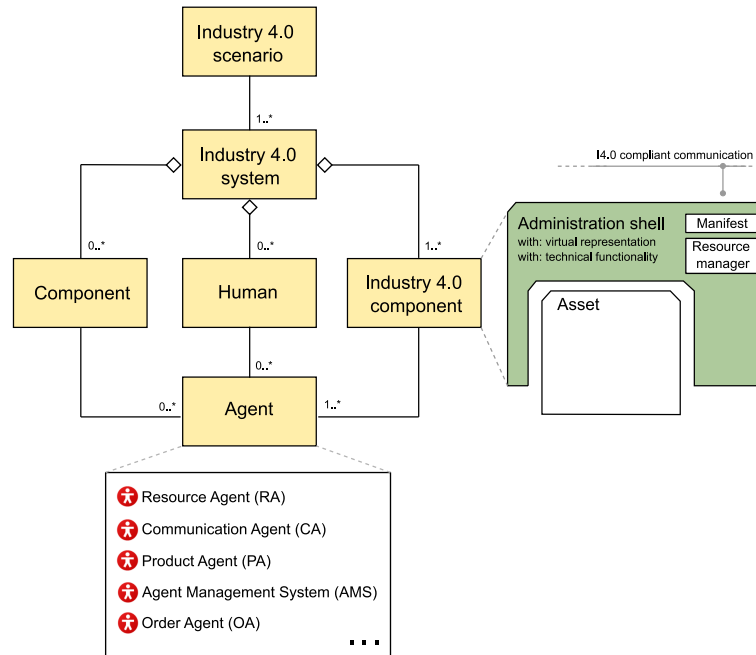 Industry 4.0
scenario
1..*
Industry 4.0
system
I4.0 compliant communication
0..*
0..*
1..*
Component
Human
Industry 4.0
component
Administration shell
with: virtual representation
with: technical functionality
Manifest
Resource
manager
Asset
0..*
0..*
1..*
Agent
Resource Agent (RA)
Communication Agent (CA)
Product Agent (PA)
Agent Management System (AMS)
Order Agent (OA)
...